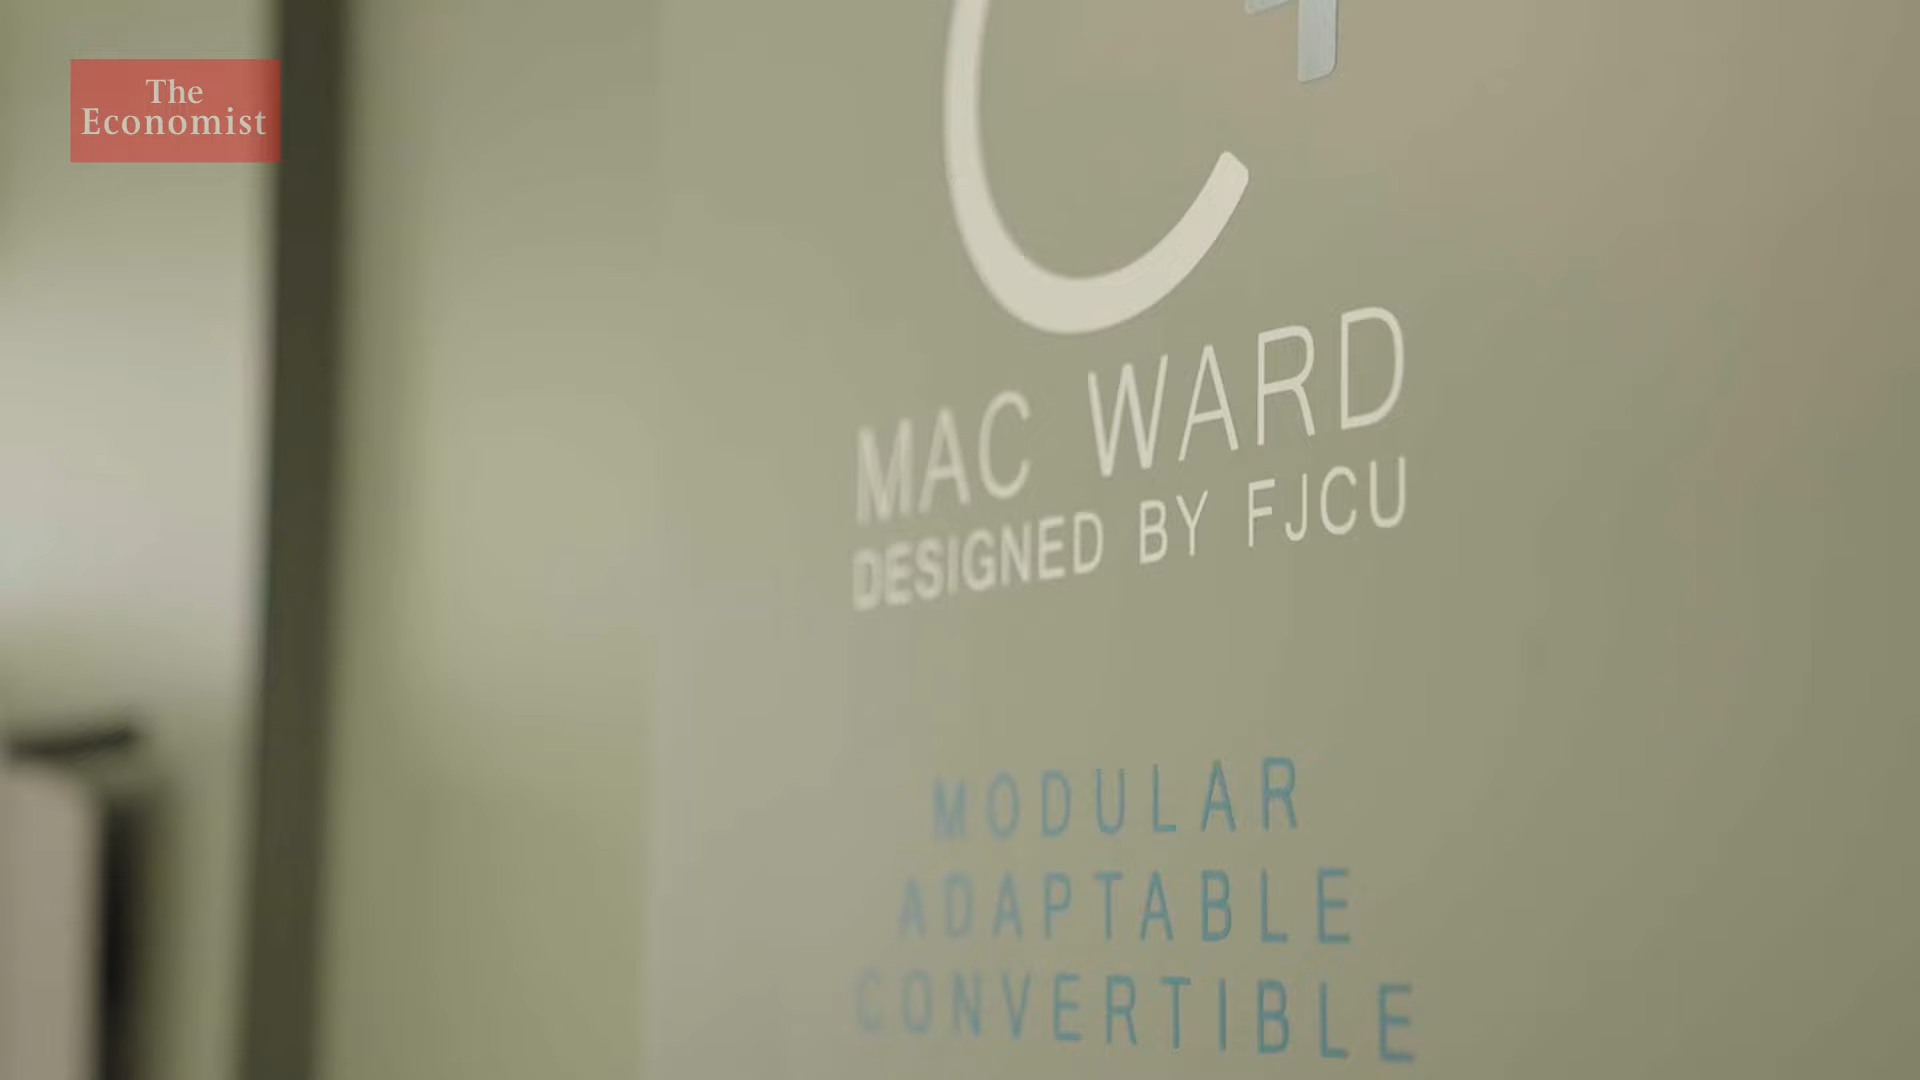 The
Economist
MAC WARD
DESIGNED BY FJCU
MODULAR
ADAPTABLE
CONVERTIBLE